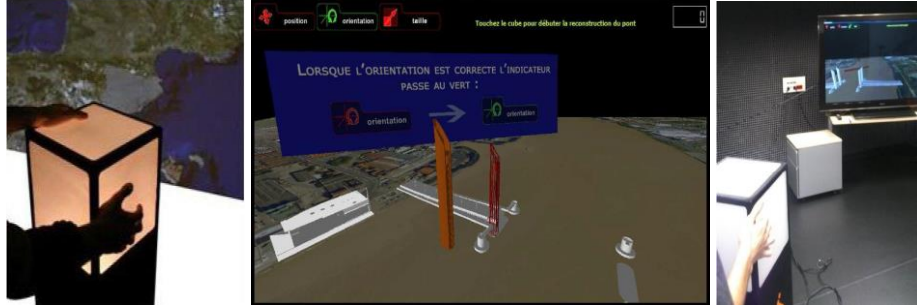 position
orientation
taille
Touchez le cube pour débuter la reconstruction du pont
0
LORSQUE L'ORIENTATION EST CORRECTE L'INDICATEUR
PASSE AU VERT :
orientation
orientation